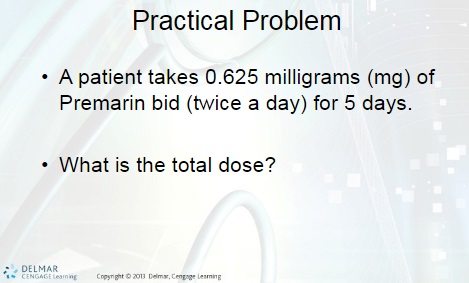 Practical Problem
• A patient takes 0.625 milligrams (mg) of
Premarin bid (twice a day) for 5 days.
• What is the total dose?
DELMAR
CENGAGE Learning
Copyright © 2013 Delmar, Cengage Learning